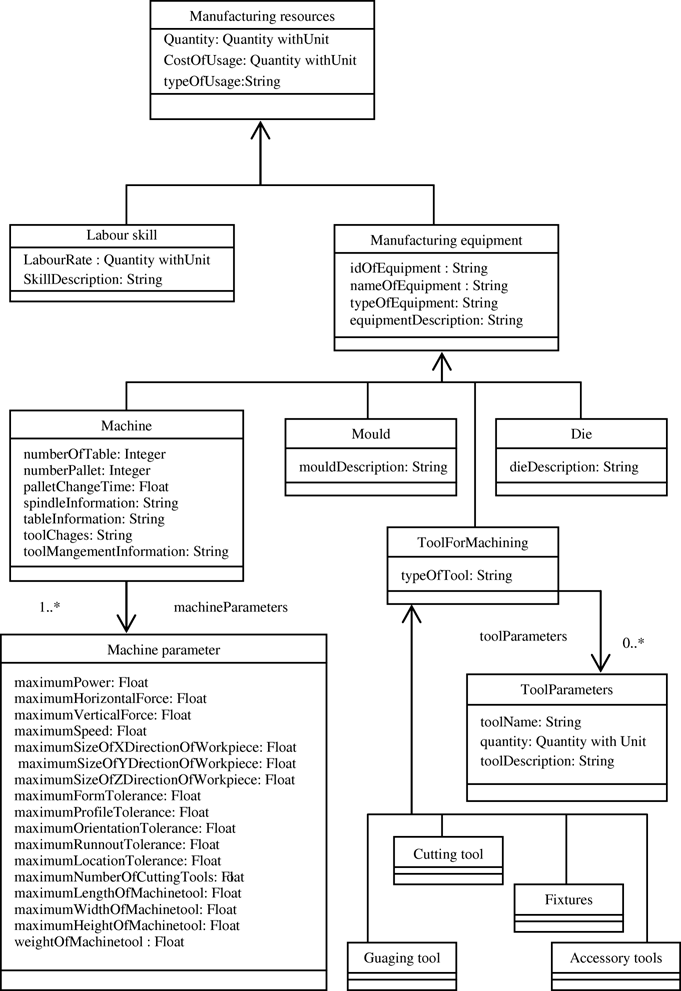 Manufacturing resources
Quantity: Quantity withUnit
CostOfUsage: Quantity withUnit
typeOfUsage:String
Labour skill
LabourRate : Quantity withUnit
SkillDescription: String
Manufacturing equipment
idOfEquipment : String
nameOfEquipment : String
typeOfEquipment: String
equipmentDescription: String
Machine
numberOfTable: Integer
numberPallet: Integer
palletChangeTime: Float
spindleInformation: String
tableInformation: String
toolChages: String
toolMangementInformation: String
Mould
mouldDescription: String
Die
dieDescription: String
ToolForMachining
typeOfTool: String
1..*
machineParameters
toolParameters
0..*
Machine parameter
maximumPower: Float
maximumHorizontalForce: Float
maximumVerticalForce: Float
maximumSpeed: Float
maximumSizeOfXDirectionOfWorkpiece: Float
maximumSizeOfYDirectionOfWorkpiece: Float
maximumSizeOfZDirectionOfWorkpiece: Float
maximumFormTolerance: Float
maximumProfileTolerance: Float
maximumOrientationTolerance: Float
maximumRunoutTolerance: Float
maximumLocationTolerance: Float
maximumNumberOfCuttingTools: Float
maximumLengthOfMachinetool: Float
maximumWidthOfMachinetool: Float
maximumHeightOfMachinetool: Float
weightOfMachinetool : Float
ToolParameters
toolName: String
quantity: Quantity with Unit
toolDescription: String
Cutting tool
Fixtures
Guaging tool
Accessory tools